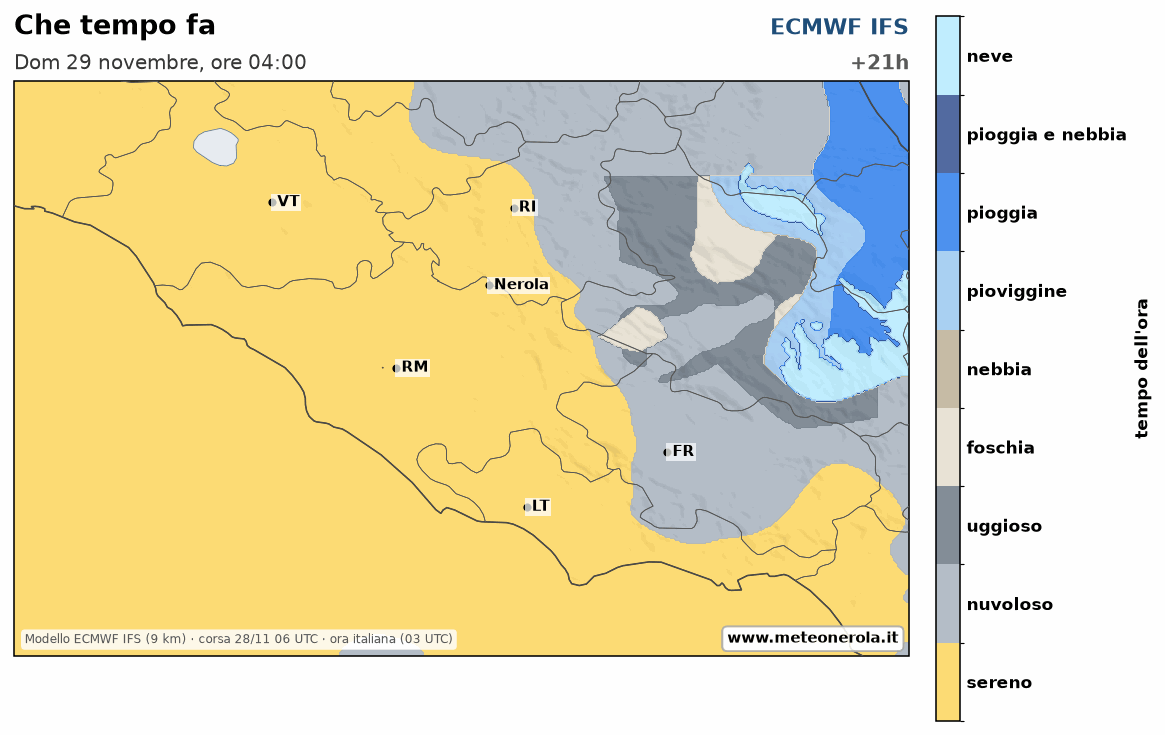 Che tempo fa
ECMWF IFS
Dom 29 novembre, ore 04:00
+21h
neve
pioggia e nebbia
pioggia
pioviggine
nebbia
foschia
uggioso
nuvoloso
sereno
tempo dell'ora
VT
RI
Nerola
RM
FR
LT
Modello ECMWF IFS (9 km) · corsa 28/11 06 UTC · ora italiana (03 UTC)
www.meteonerola.it